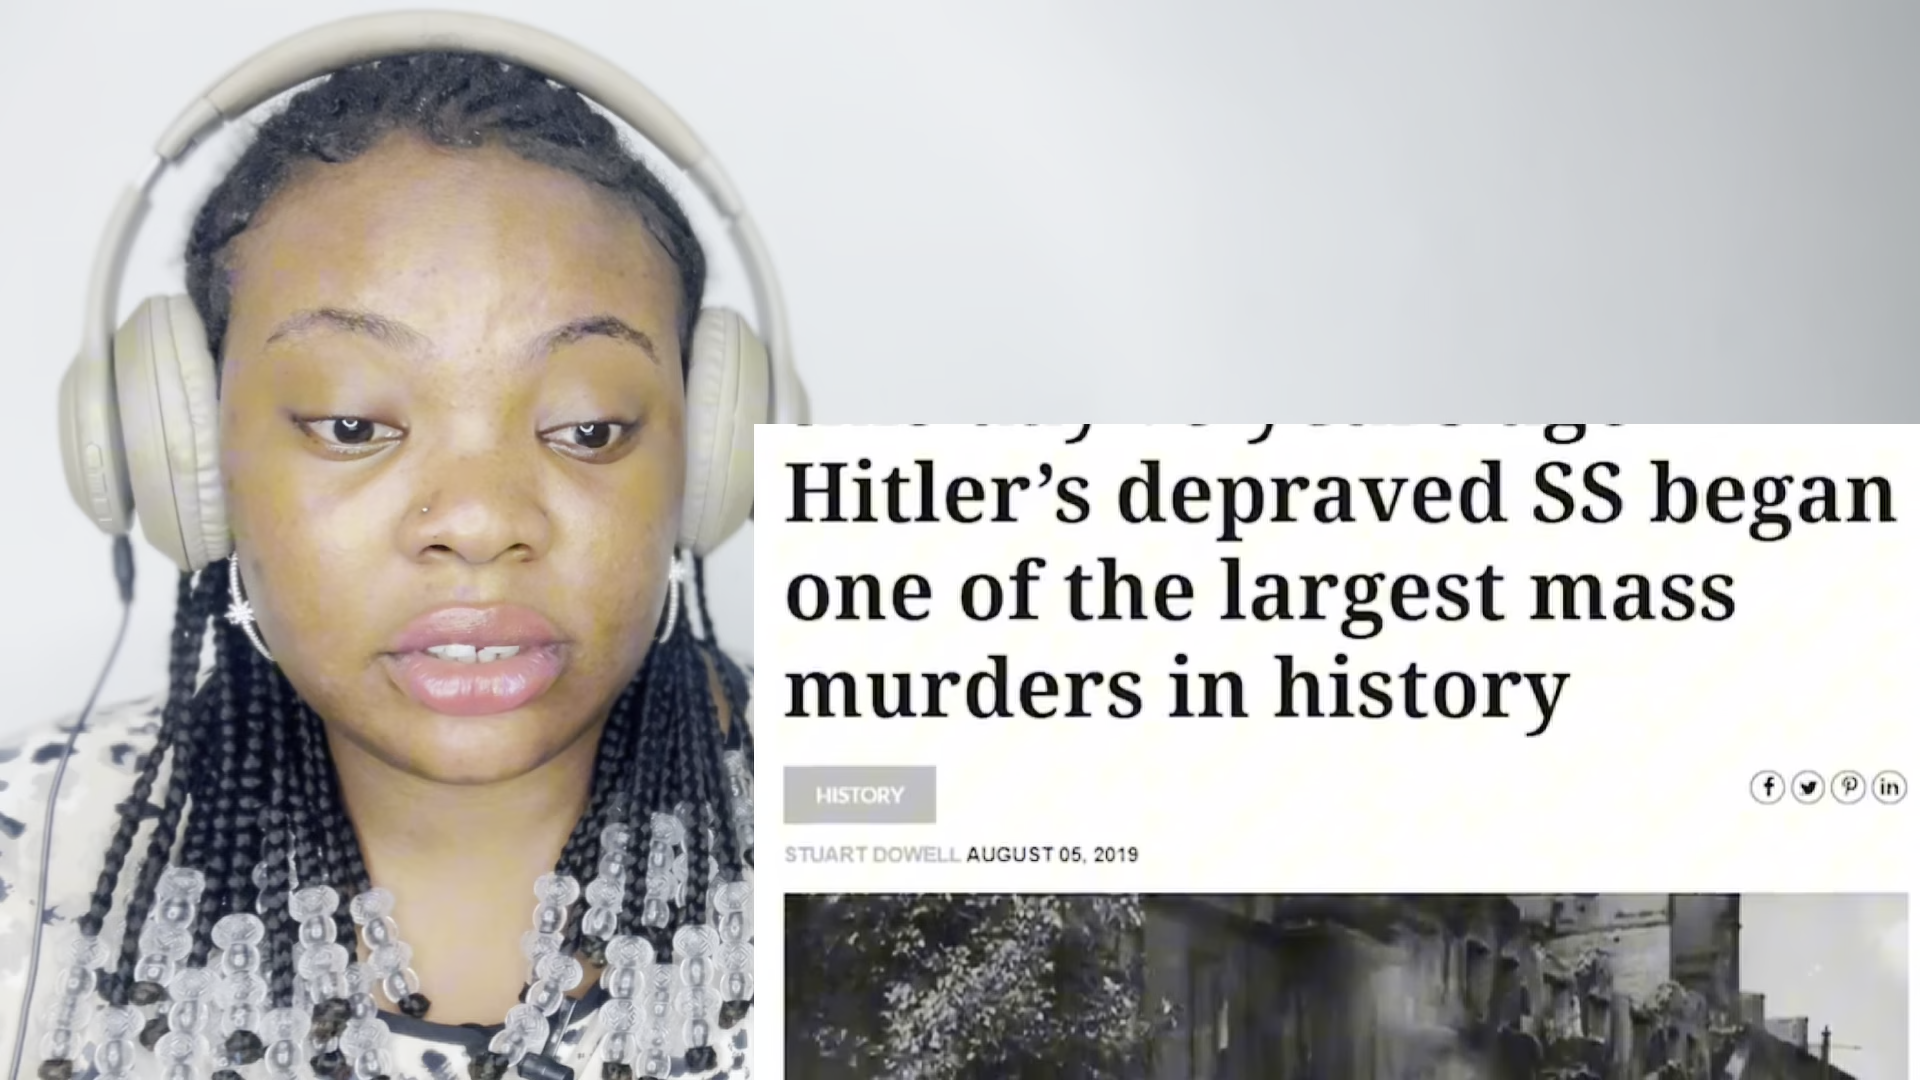 Hitler’s depraved SS began
one of the largest mass
murders in history
HISTORY
STUART DOWELL AUGUST 05, 2019